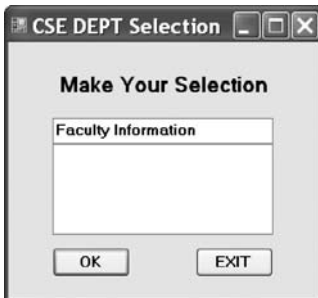 CSE DEPT Selection
Make Your Selection
Faculty Information
OK EXIT